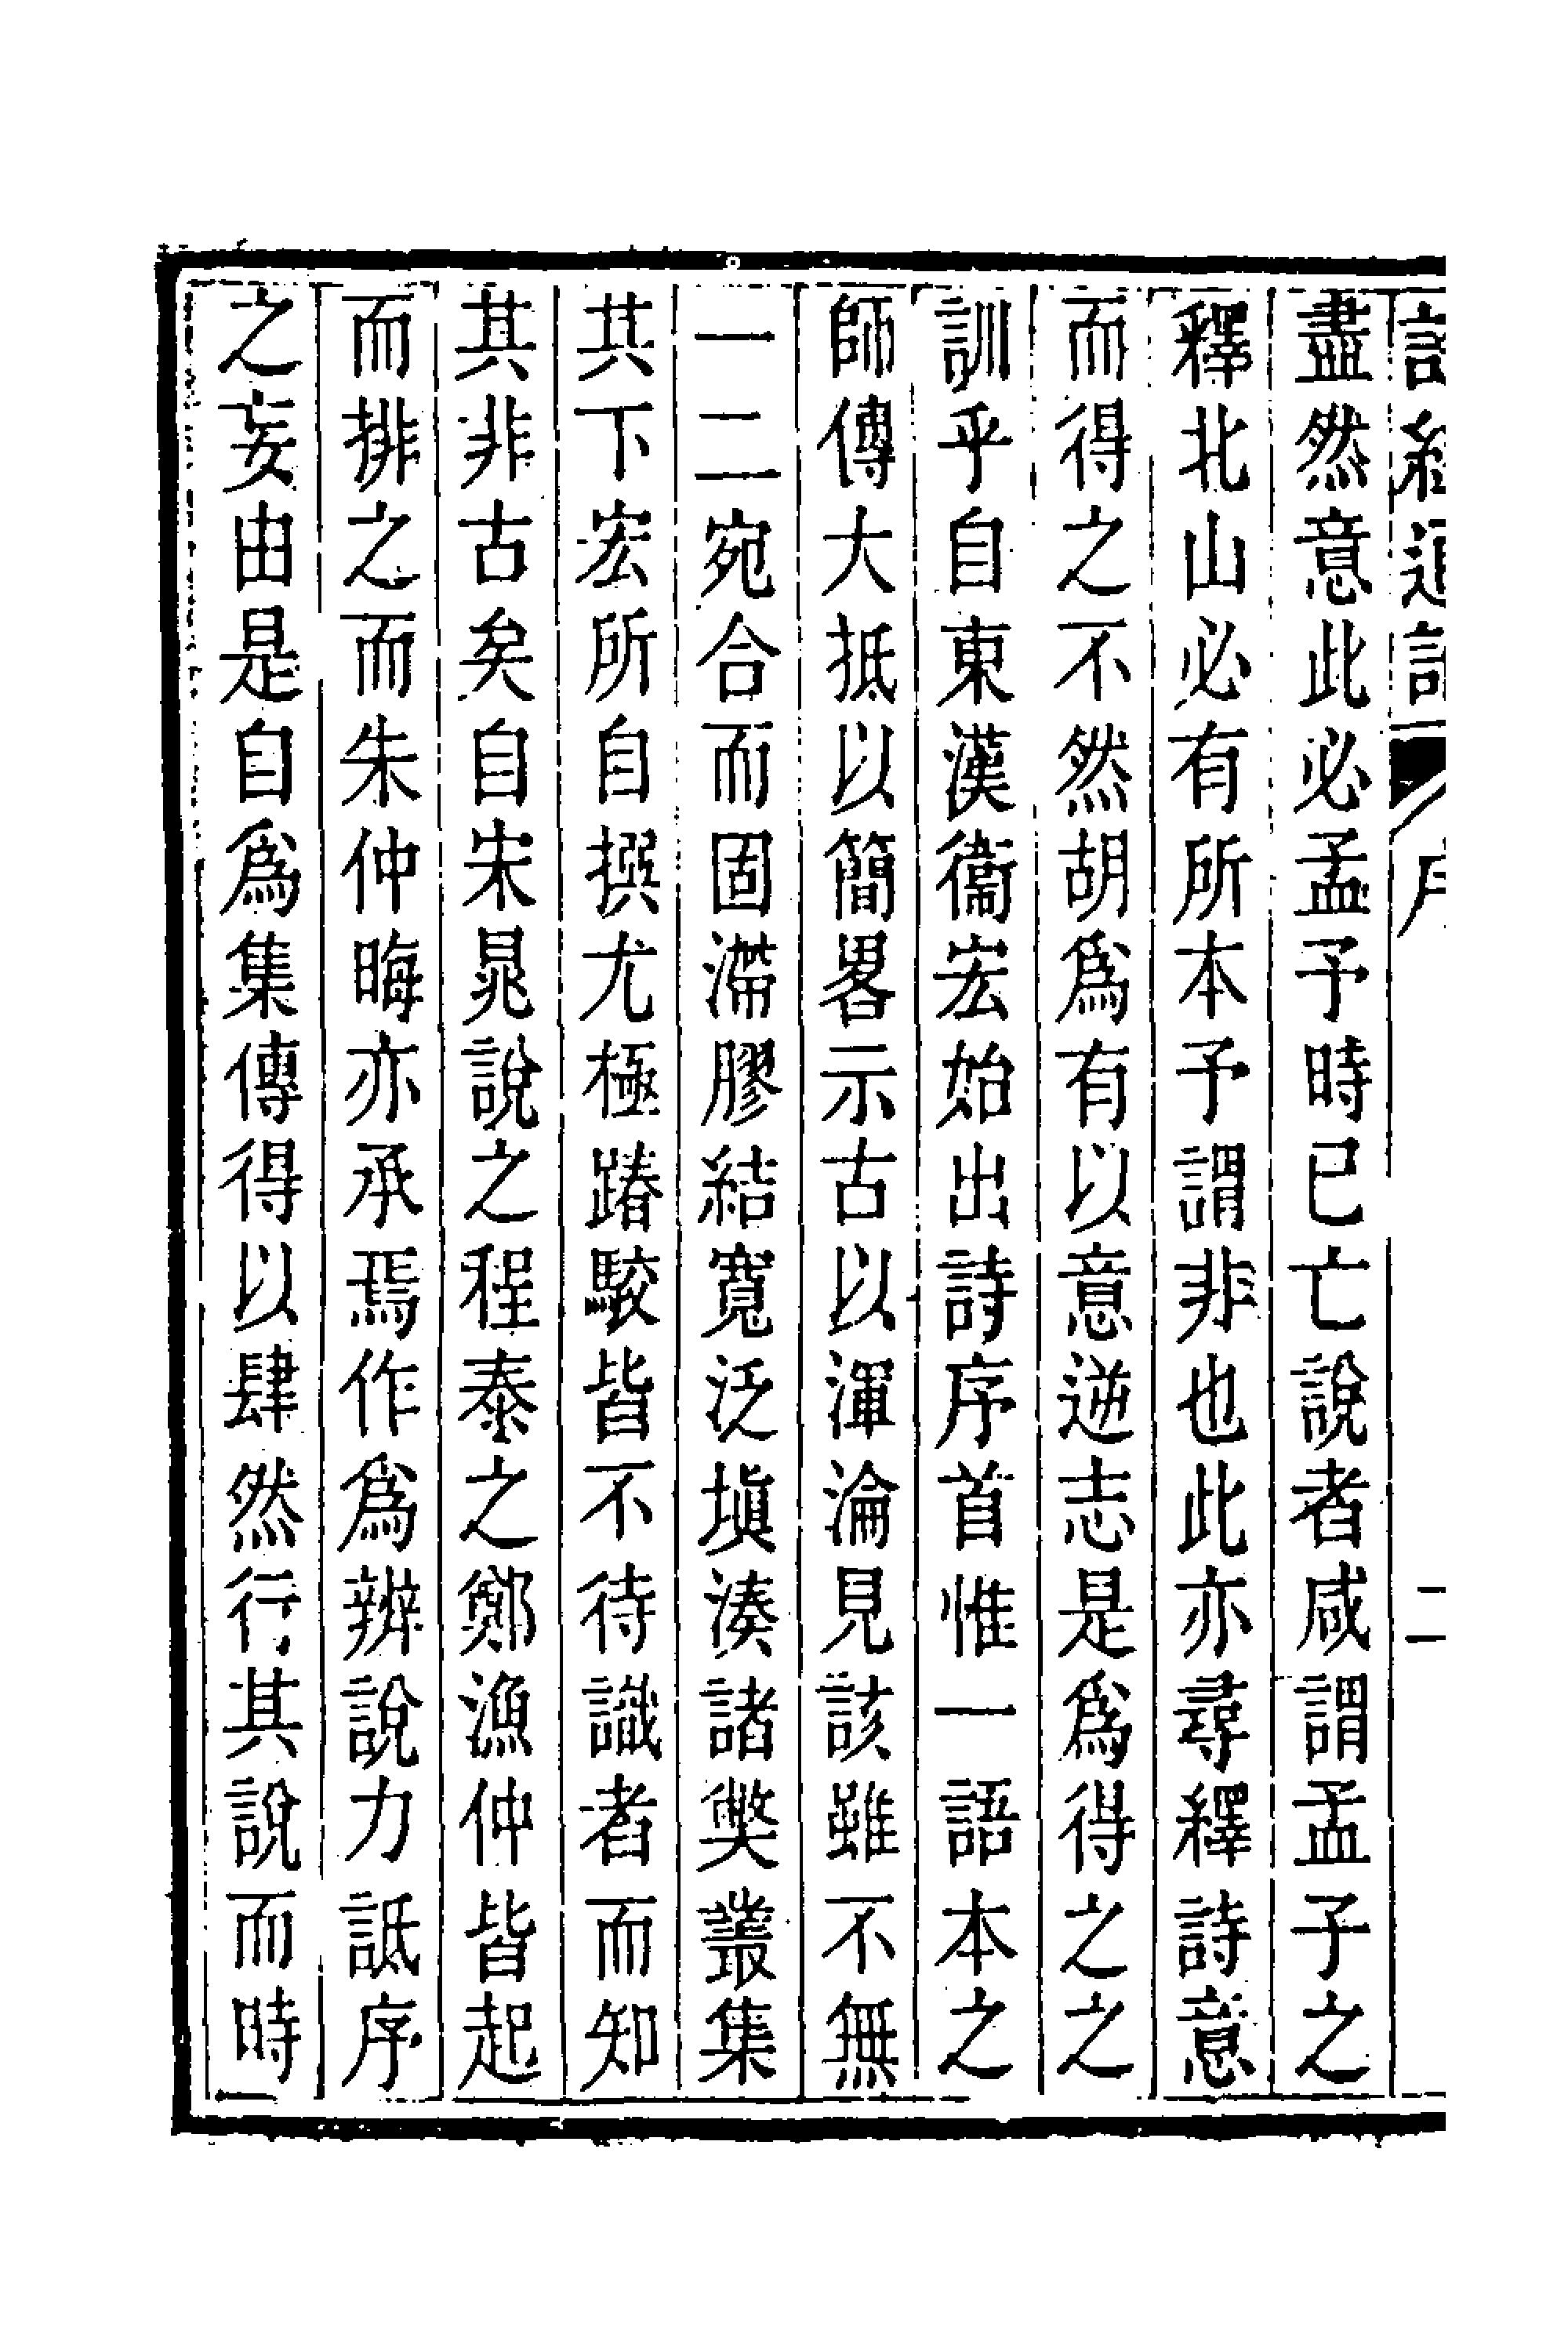 詩經通論 序 二
盡然意此必孟予時已亡說者咸謂孟子之
釋北山必有所本予謂非也此亦尋繹詩意
而得之不然胡爲有以意逆志是爲得之之
訓乎自東漢衞宏始出詩序首惟一語本之
師傳大抵以簡畧示古以渾淪見該雖不無
一二宛合而固滯膠結寬泛塡湊諸獘叢集
其下宏所自撰尤極踳駮皆不待識者而知
其非古矣自宋晁說之程泰之鄭漁仲皆起
而排之而朱仲晦亦承焉作爲辨說力詆序
之妄由是自爲集傳得以肆然行其說而時